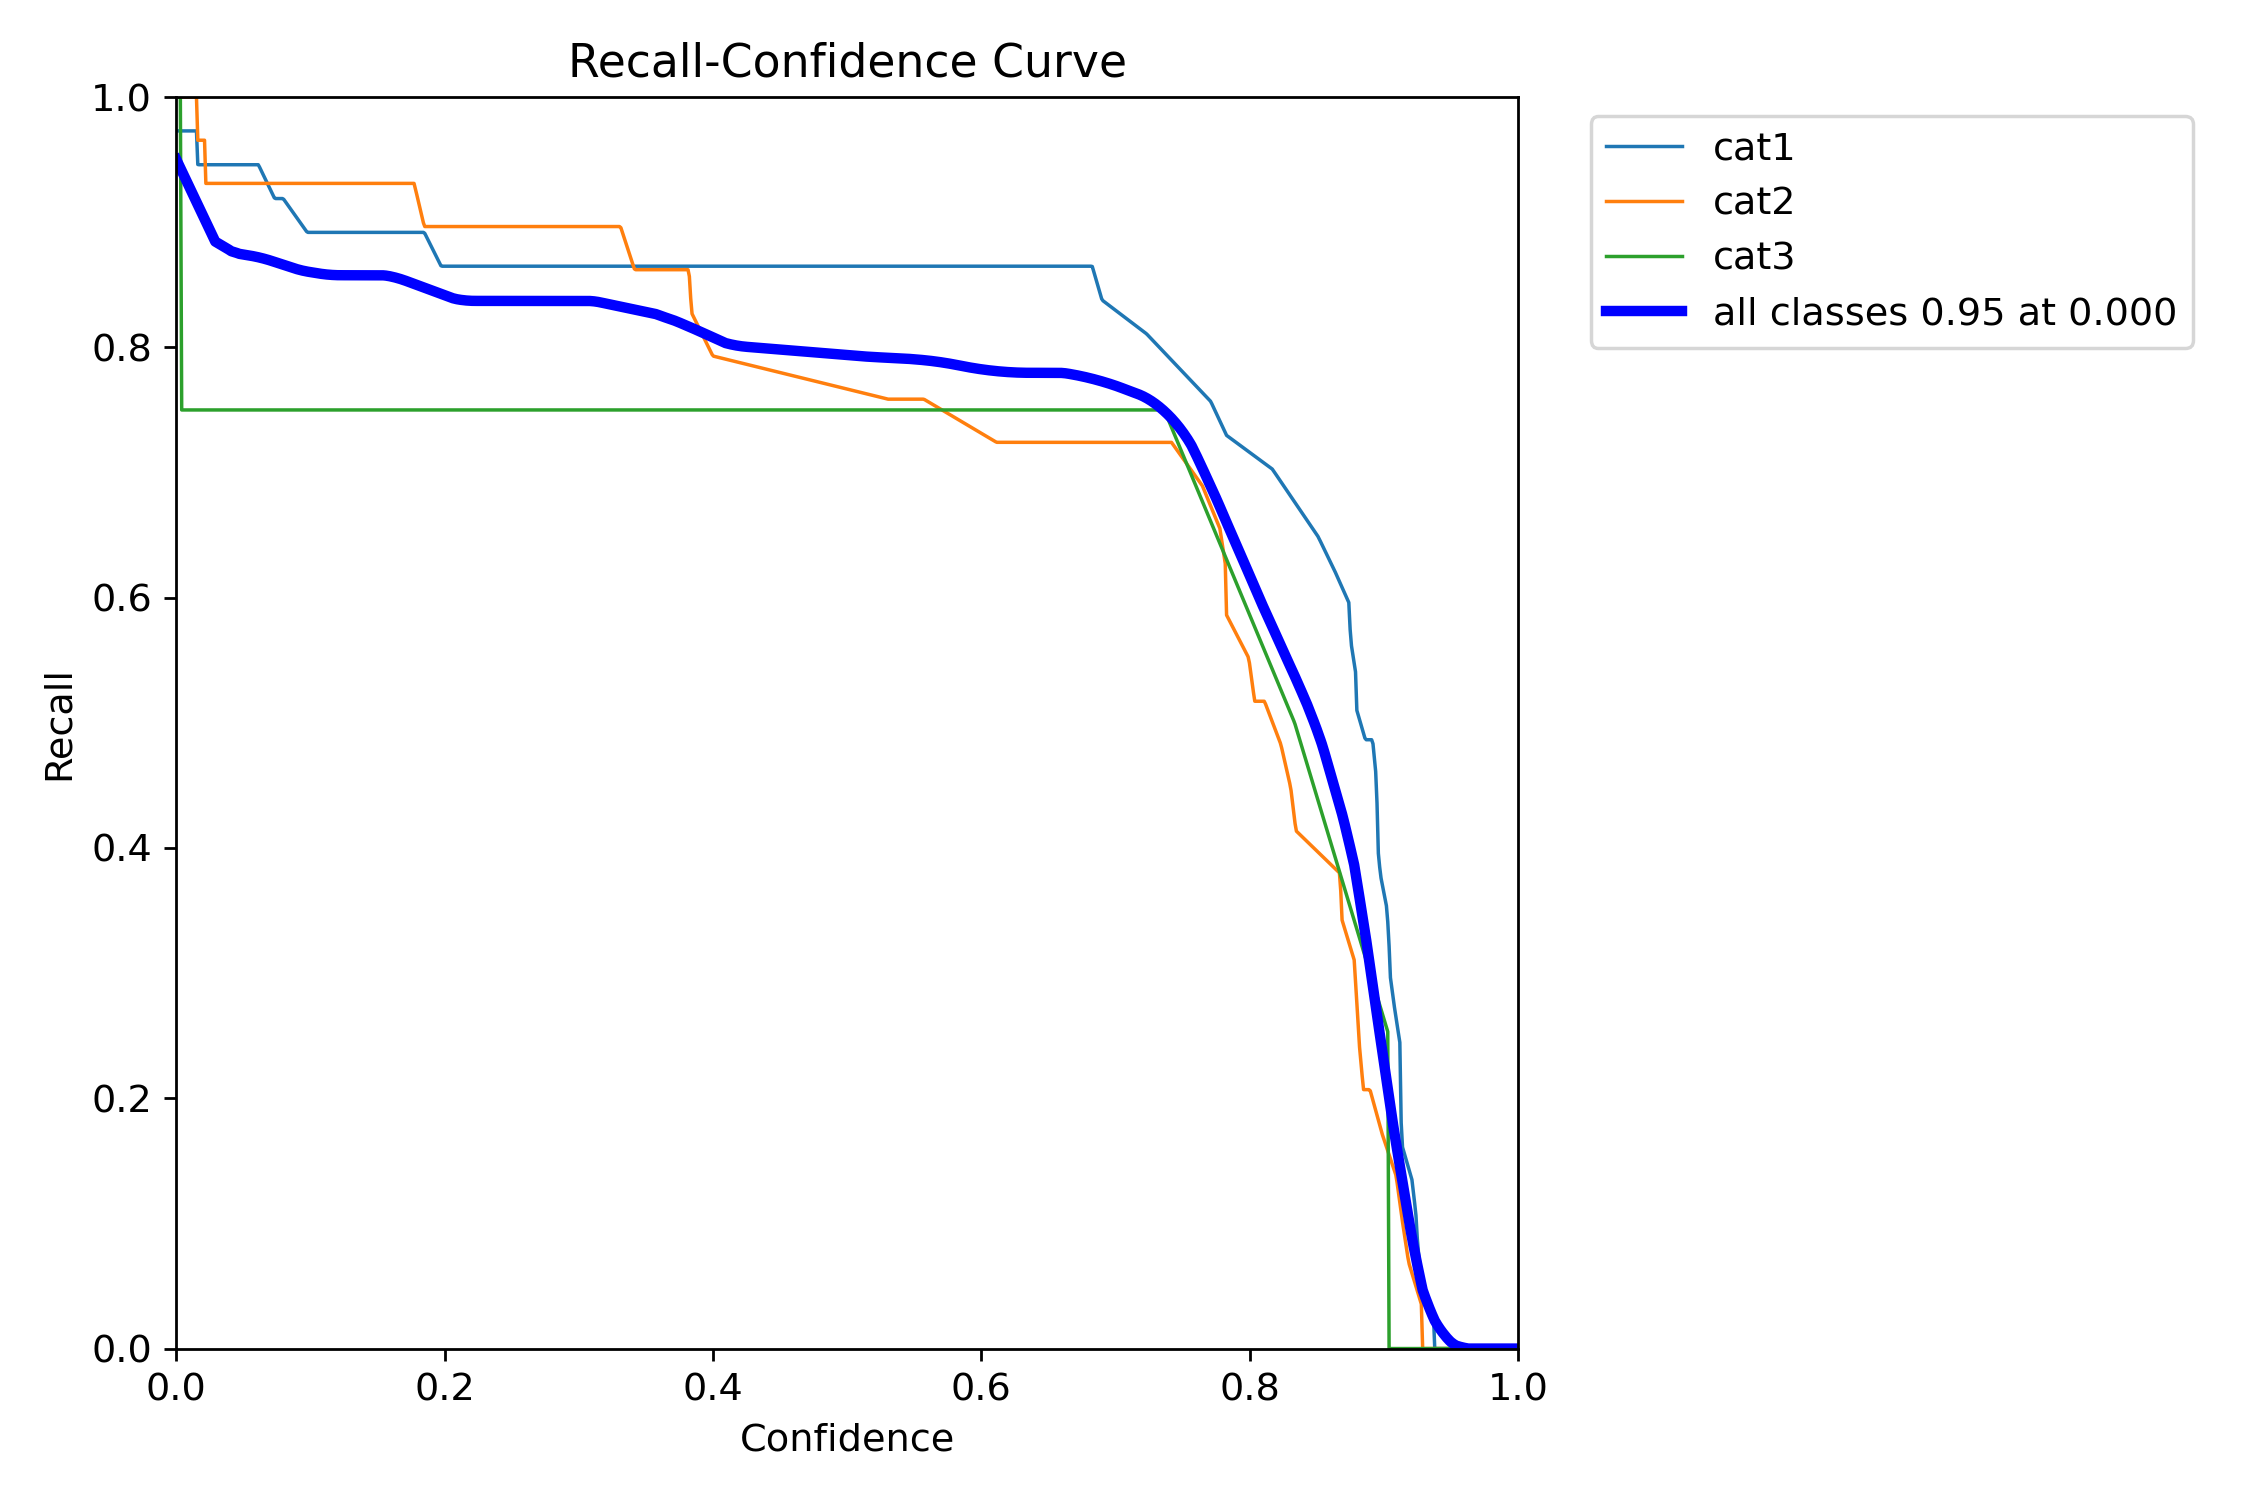 Recall-Confidence Curve
1.0
0.8
0.6
0.4
0.2
0.0
Recall
0.0 0.2 0.4 0.6 0.8 1.0
Confidence
cat1
cat2
cat3
all classes 0.95 at 0.000